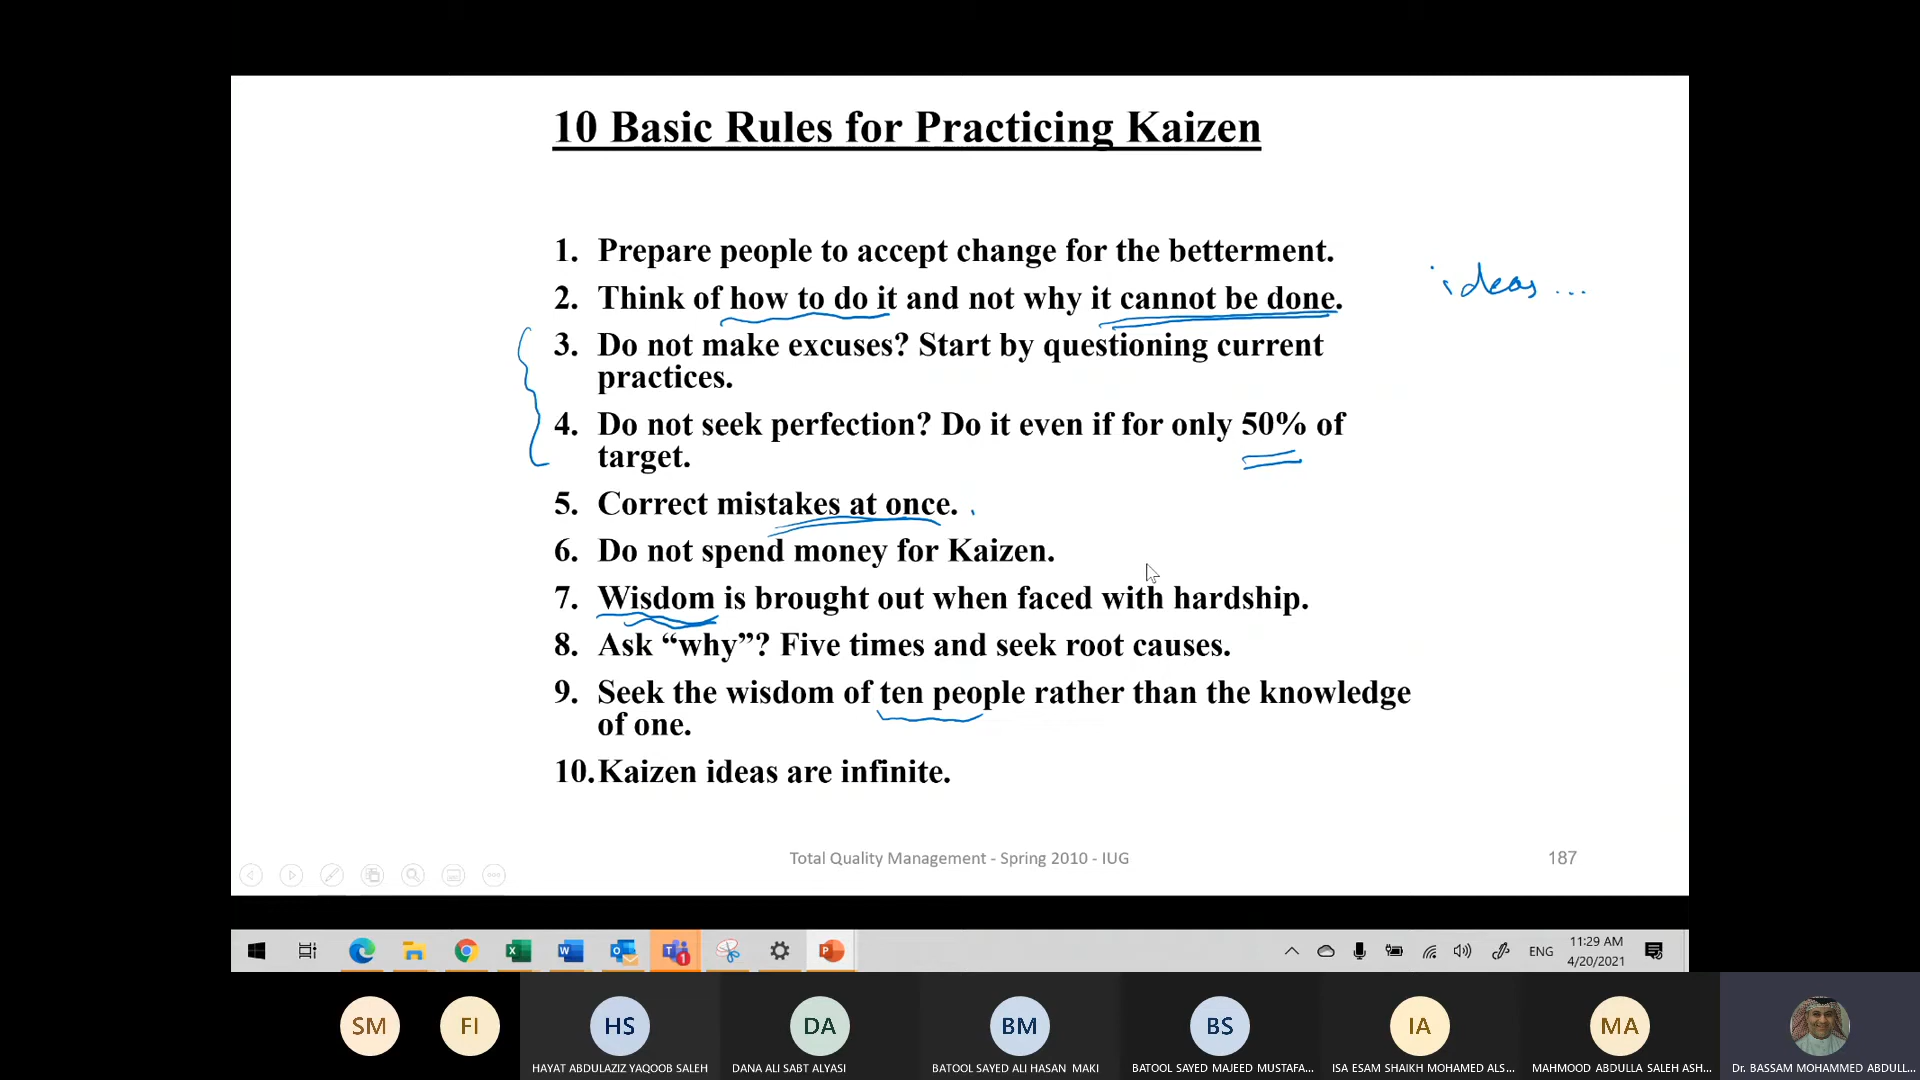 10 Basic Rules for Practicing Kaizen
1. Prepare people to accept change for the betterment.
ideas...
2. Think of how to do it and not why it cannot be done.
3. Do not make excuses? Start by questioning current
practices.
4. Do not seek perfection? Do it even if for only 50% of
target.
5. Correct mistakes at once.
6. Do not spend money for Kaizen.
7. Wisdom is brought out when faced with hardship.
8. Ask “why”? Five times and seek root causes.
9. Seek the wisdom of ten people rather than the knowledge
of one.
10. Kaizen ideas are infinite.
Total Quality Management - Spring 2010 - IUG
187
ENG
11:29 AM
4/20/2021
SM
FI
HS
DA
BM
BS
IA
MA
HAYAT ABDULAZIZ YAQOOB SALEH
DANA ALI SABT ALYASI
BATOOL SAYED ALI HASAN MAKI
BATOOL SAYED MAJEED MUSTAFA...
ISA ESAM SHAIKH MOHAMED ALS...
MAHMOOD ABDULLA SALEH ASH...
Dr. BASSAM MOHAMMED ABDULL...